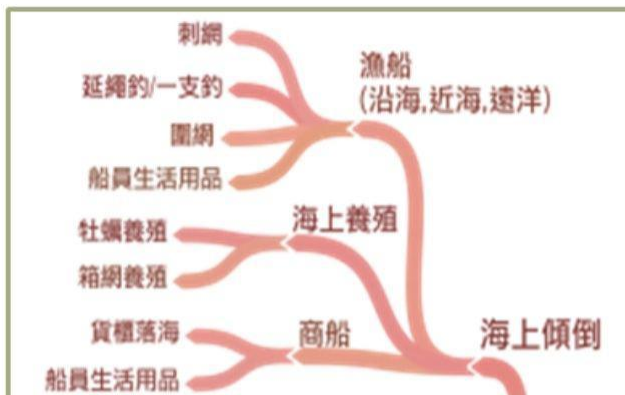 刺網
延繩釣/一支釣
圍網
船員生活用品
漁船
(沿海,近海,遠洋)
牡蠣養殖
箱網養殖
海上養殖
貨櫃落海
船員生活用品
商船
海上傾倒